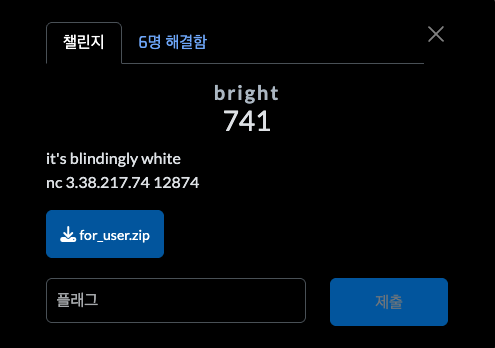 챌린지
6명 해결함
bright
741
it's blindingly white
nc 3.38.217.74 12874
for_user.zip
플래그
제출